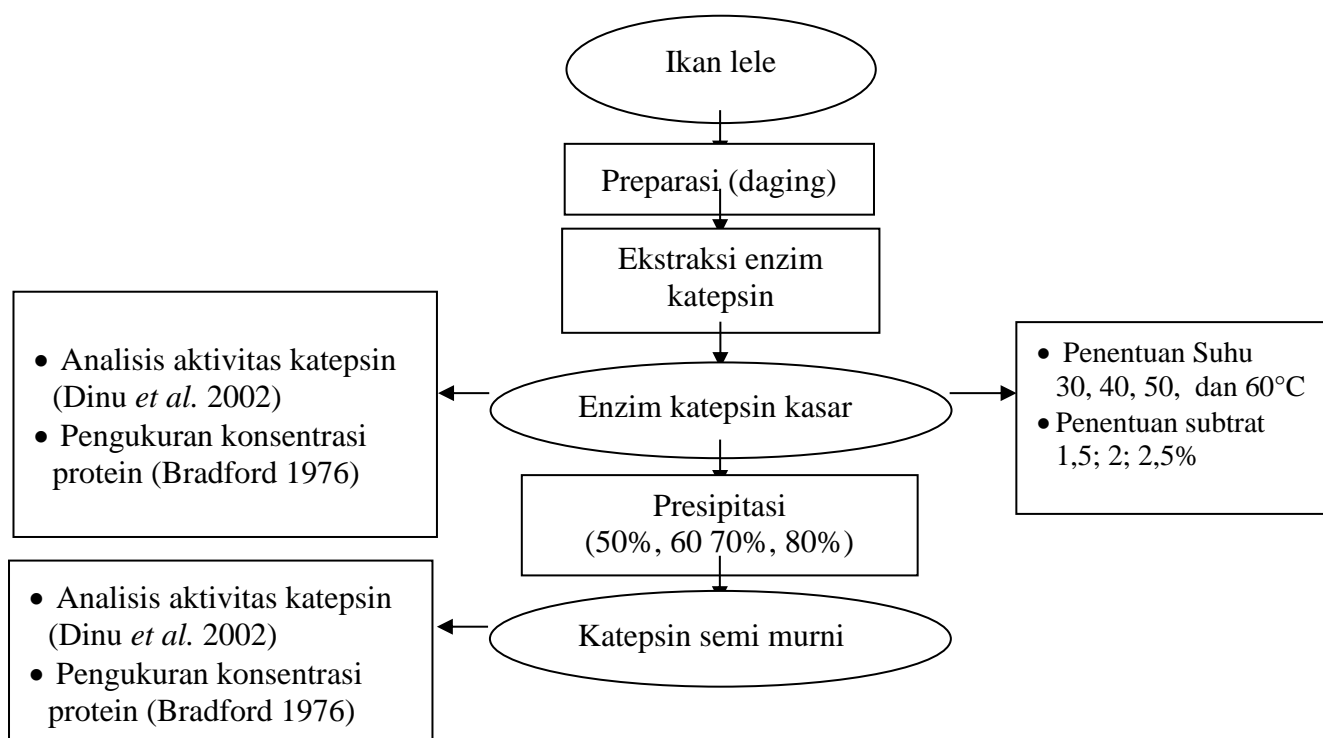 Ikan lele
Preparasi (daging)
Ekstraksi enzim
katepsin
• Analisis aktivitas katepsin
(Dinu et al. 2002)
• Pengukuran konsentrasi
protein (Bradford 1976)
Enzim katepsin kasar
• Penentuan Suhu
30, 40, 50, dan 60°C
• Penentuan subtrat
1,5; 2; 2,5%
Presipitasi
(50%, 60 70%, 80%)
• Analisis aktivitas katepsin
(Dinu et al. 2002)
• Pengukuran konsentrasi
protein (Bradford 1976)
Katepsin semi murni